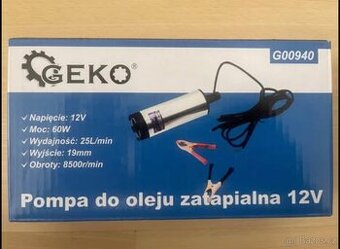 GEKO®
G00940
✓ Napięcie: 12V
✓ Moc: 60W
✓ Wydajność: 25L/min
✓ Wyjście: 19mm
✓ Obroty: 8500r/min
Pompa do oleju zatapialna 12V